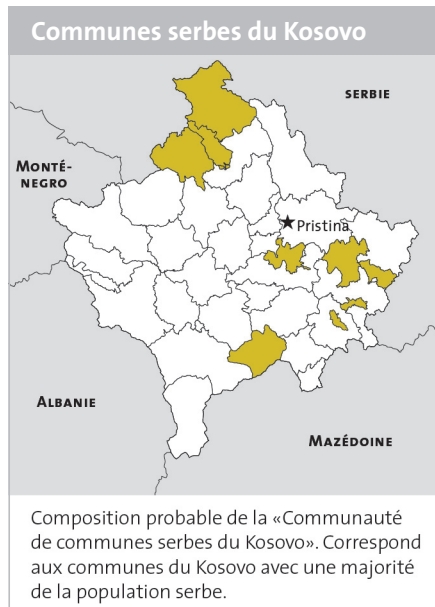 Communes serbes du Kosovo
SERBIE
MONTÉ-
NEGRO
Pristina
ALBANIE
MAZÉDOINE
Composition probable de la «Communauté
de communes serbes du Kosovo». Correspond
aux communes du Kosovo avec une majorité
de la population serbe.